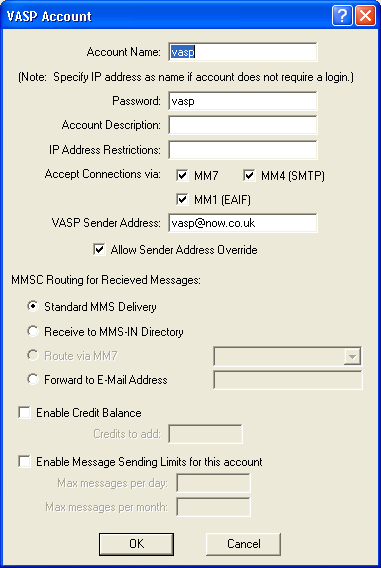 VASP Account
Account Name: vasp
(Note: Specify IP address as name if account does not require a login.)
Password: vasp
Account Description:
IP Address Restrictions:
Accept Connections via: MM7 MM4 (SMTP)
MM1 (EAIF)
VASP Sender Address: vasp@now.co.uk
Allow Sender Address Override
MMSC Routing for Recieved Messages:
Standard MMS Delivery
Receive to MMS-IN Directory
Route via MM7
Forward to E-Mail Address
Enable Credit Balance
Credits to add:
Enable Message Sending Limits for this account
Max messages per day:
Max messages per month:
OK Cancel